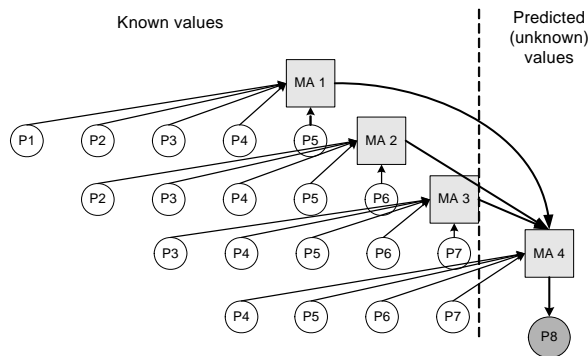 Known values
Predicted
(unknown)
values
MA 1
P1 P2 P3 P4 P5
MA 2
P2 P3 P4 P5 P6
MA 3
P3 P4 P5 P6 P7
MA 4
P4 P5 P6 P7
P8